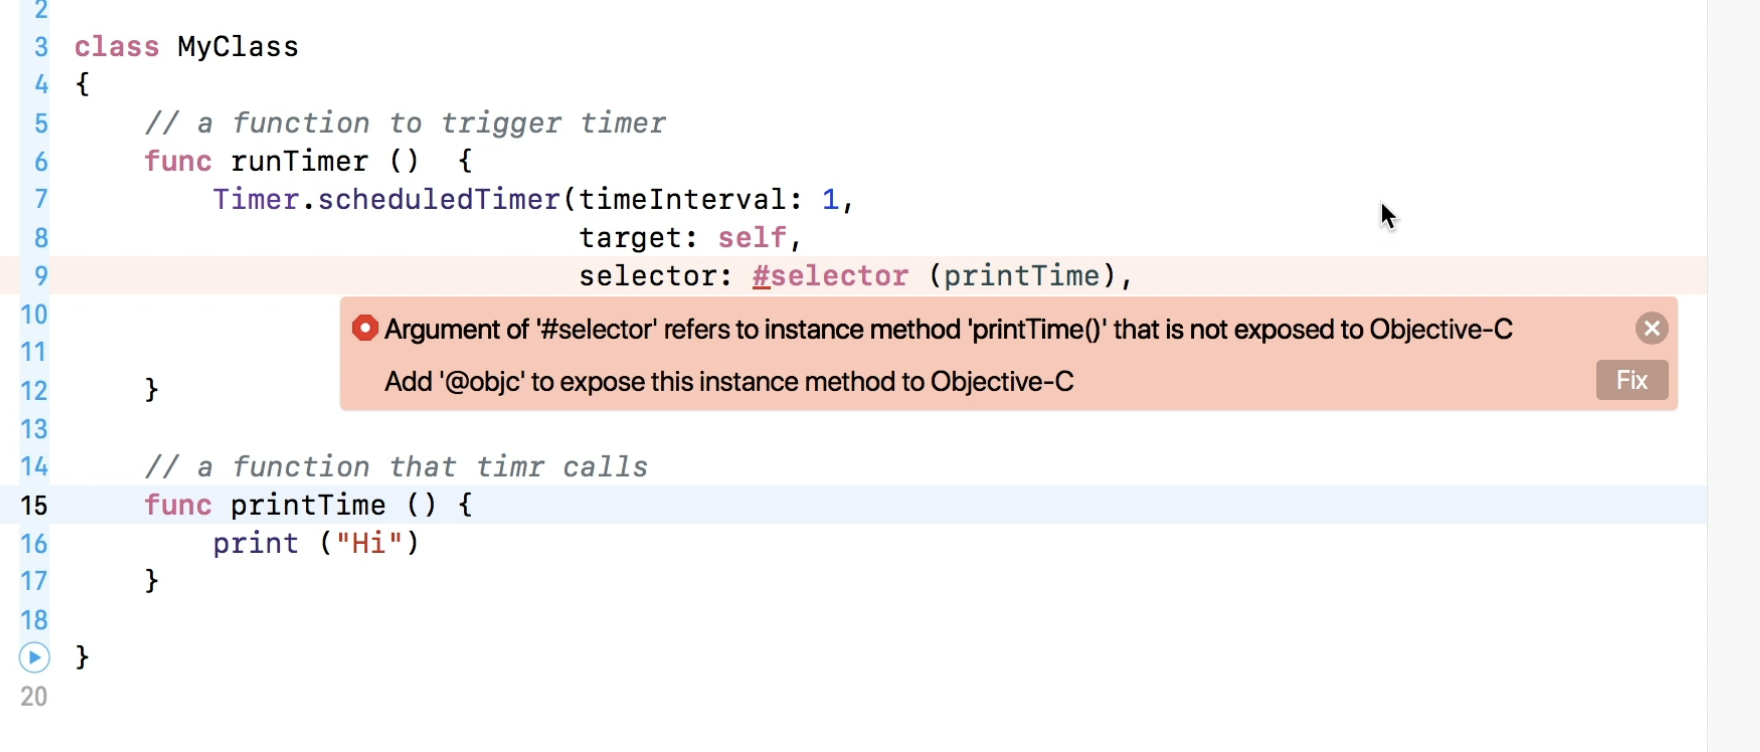 2
3 class MyClass
4 {
5 // a function to trigger timer
6 func runTimer () {
7 Timer.scheduledTimer(timeInterval: 1,
8 target: self,
9 selector: #selector (printTime),
10 Argument of '#selector' refers to instance method 'printTime()' that is not exposed to Objective-C
11
Add '@objc' to expose this instance method to Objective-C Fix
12 }
13
14 // a function that timr calls
15 func printTime () {
16 print ("Hi")
17 }
18
}
20